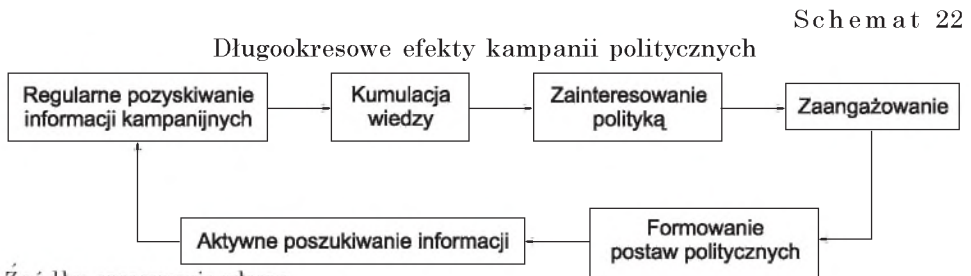 Schemat 22
Długookresowe efekty kampanii politycznych
Regularne pozyskiwanie
informacji kampanijnych
Kumulacja
wiedzy
Zainteresowanie
polityką
Zaangażowanie
Formowanie
postaw politycznych
Aktywne poszukiwanie informacji